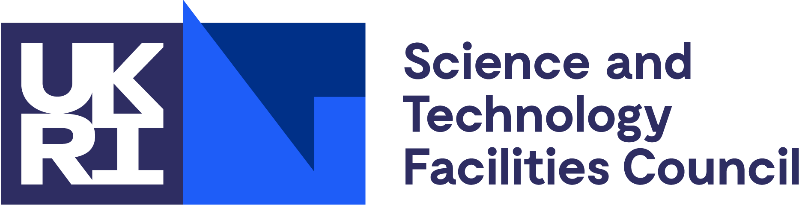 UK
RI
Science and
Technology
Facilities Council